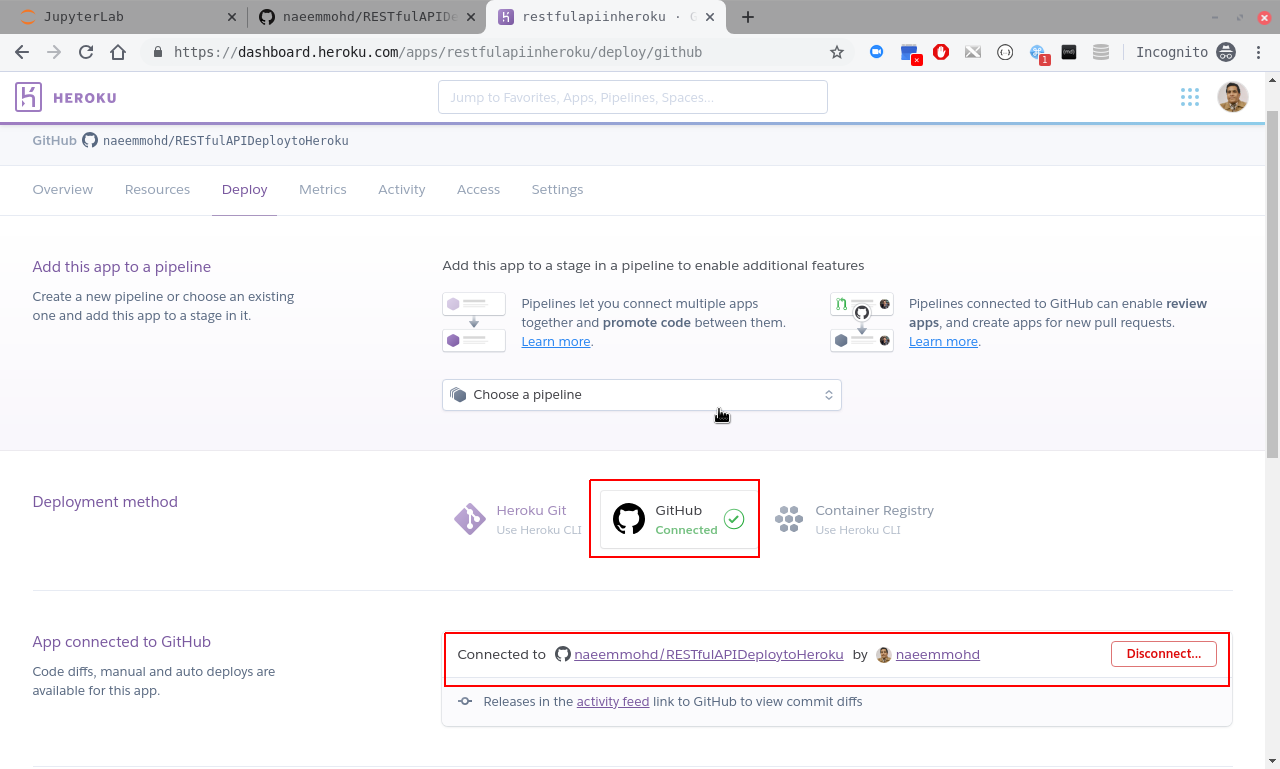 JupyterLab
naeemmohd/RESTfulAPIDe
restfulapiinheroku · G
https://dashboard.heroku.com/apps/restfulapiinheroku/deploy/github
1
Incognito
HEROKU
Jump to Favorites, Apps, Pipelines, Spaces...
GitHub naeemmohd/RESTfulAPIDeploytoHeroku
Overview Resources Deploy Metrics Activity Access Settings
Add this app to a pipeline
Create a new pipeline or choose an existing
one and add this app to a stage in it.
Add this app to a stage in a pipeline to enable additional features
Pipelines let you connect multiple apps
together and promote code between them.
Learn more.
Pipelines connected to GitHub can enable review
apps, and create apps for new pull requests.
Learn more.
Choose a pipeline
Deployment method
Heroku Git
Use Heroku CLI
GitHub
Connected
Container Registry
Use Heroku CLI
App connected to GitHub
Code diffs, manual and auto deploys are
available for this app.
Connected to naeemmohd/RESTfulAPIDeploytoHeroku by naeemmohd
Disconnect...
Releases in the activity feed link to GitHub to view commit diffs